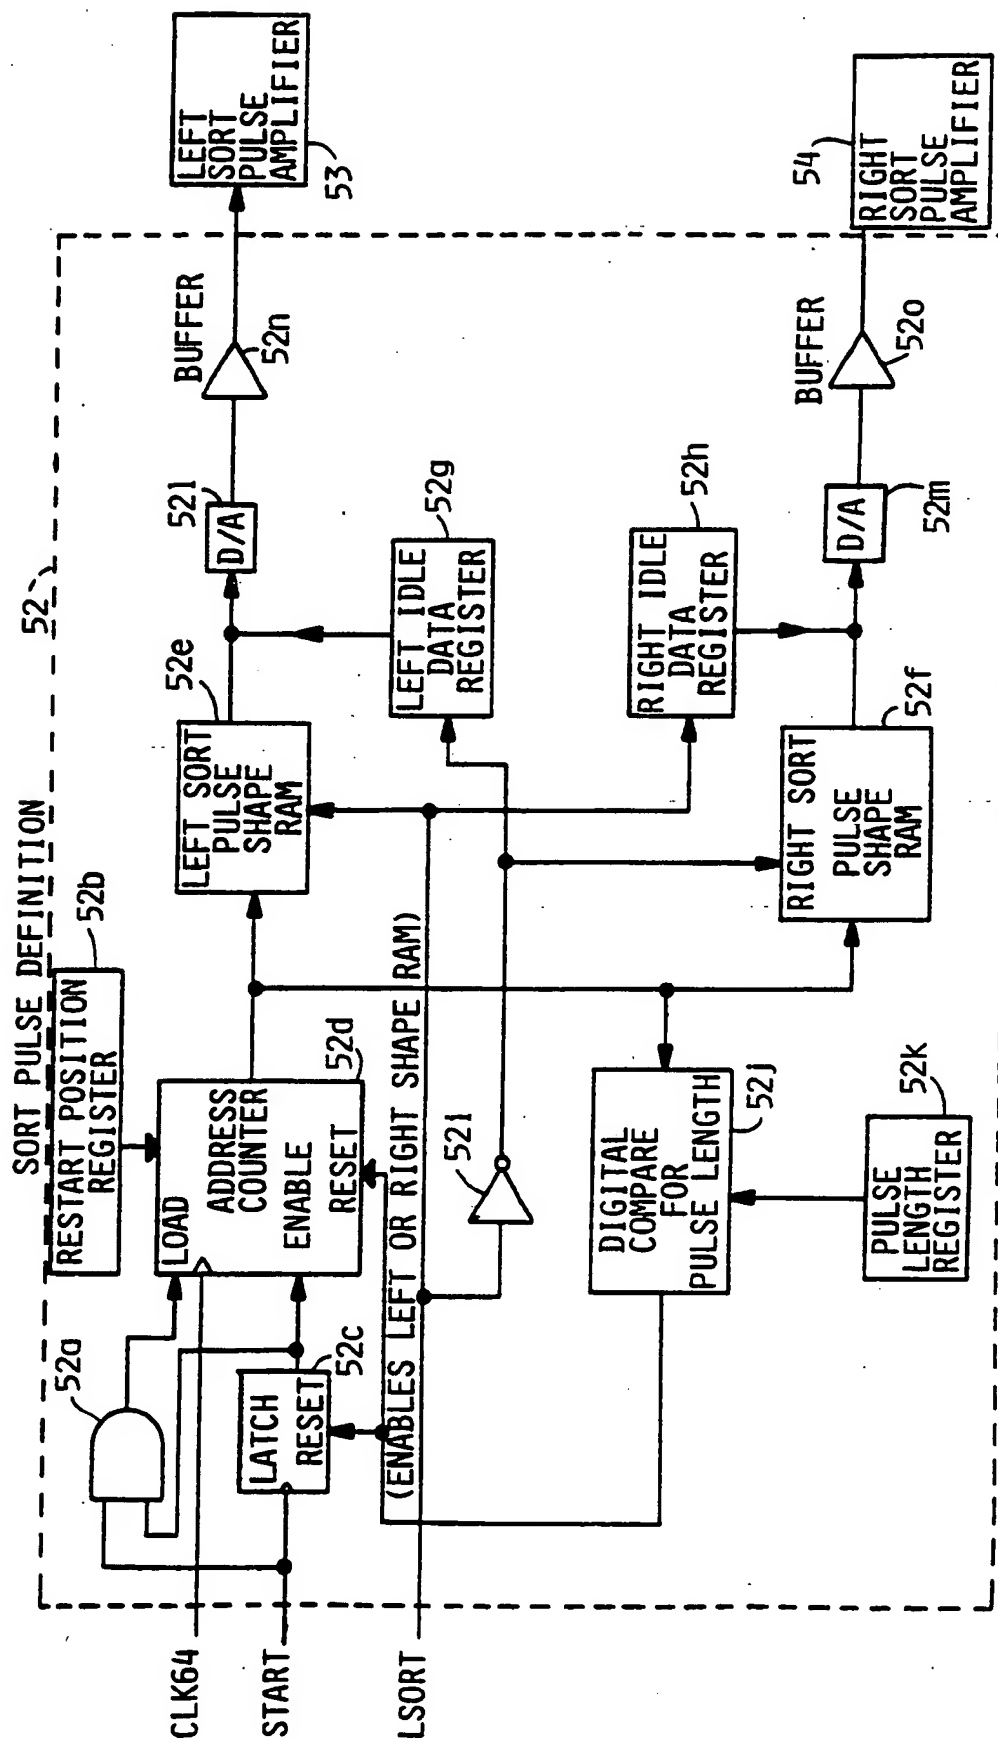 SORT PULSE DEFINITION
52
RESTART POSITION
REGISTER
52b
52a
LOAD
ADDRESS
COUNTER
ENABLE
RESET
52d
LATCH
RESET
52c
CLK64
START
LSORT
(ENABLES LEFT OR RIGHT SHAPE RAM)
LEFT SORT
PULSE
SHAPE
RAM
52e
D/A
52l
BUFFER
52n
LEFT
SORT
PULSE
AMPLIFIER
53
LEFT IDLE
DATA
REGISTER
52g
52i
RIGHT IDLE
DATA
REGISTER
52h
DIGITAL
COMPARE
FOR
PULSE LENGTH
52j
PULSE
LENGTH
REGISTER
52k
RIGHT SORT
PULSE
SHAPE
RAM
52f
D/A
52m
BUFFER
52o
RIGHT
SORT
PULSE
AMPLIFIER
54